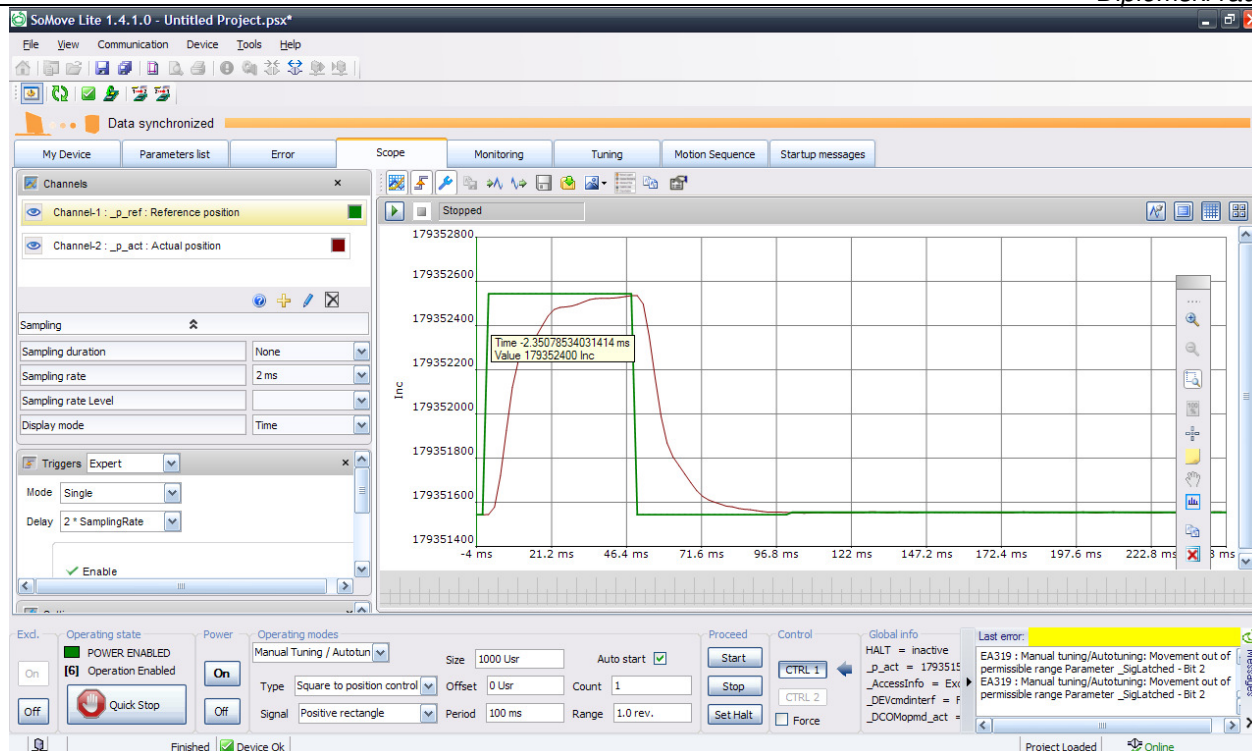 SoMove Lite 1.4.1.0 - Untitled Project.psx*
File View Communication Device Tools Help
Data synchronized
My Device Parameters list Error Scope Monitoring Tuning Motion Sequence Startup messages
Channels
Channel-1 : _p_ref : Reference position
Channel-2 : _p_act : Actual position
Sampling
Sampling duration None
Sampling rate 2 ms
Sampling rate Level
Display mode Time
Triggers Expert
Mode Single
Delay 2 * SamplingRate
Enable
Stopped
179352800
179352600
179352400
179352200
179352000
179351800
179351600
179351400
Inc
Time -2.35078534031414 ms
Value 179352400 Inc
-4 ms 21.2 ms 46.4 ms 71.6 ms 96.8 ms 122 ms 147.2 ms 172.4 ms 197.6 ms 222.8 ms
Excl.
On
Off
Operating state
POWER ENABLED
[6] Operation Enabled
Quick Stop
Power
On
Off
Operating modes
Manual Tuning / Autotun
Size 1000 Usr Auto start
Type Square to position control Offset 0 Usr Count 1
Signal Positive rectangle Period 100 ms Range 1.0 rev.
Proceed
Start
Stop
Set Halt
Control
CTRL 1
CTRL 2
Force
Global info
HALT = inactive
_p_act = 1793515
_AccessInfo = Exc
_DEVcmdinterf = F
_DCOMopmd_act =
Last error:
EA319 : Manual tuning/Autotuning: Movement out of
permissible range Parameter _SigLatched - Bit 2
EA319 : Manual tuning/Autotuning: Movement out of
permissible range Parameter _SigLatched - Bit 2
Messages
Finished Device Ok Project Loaded Online